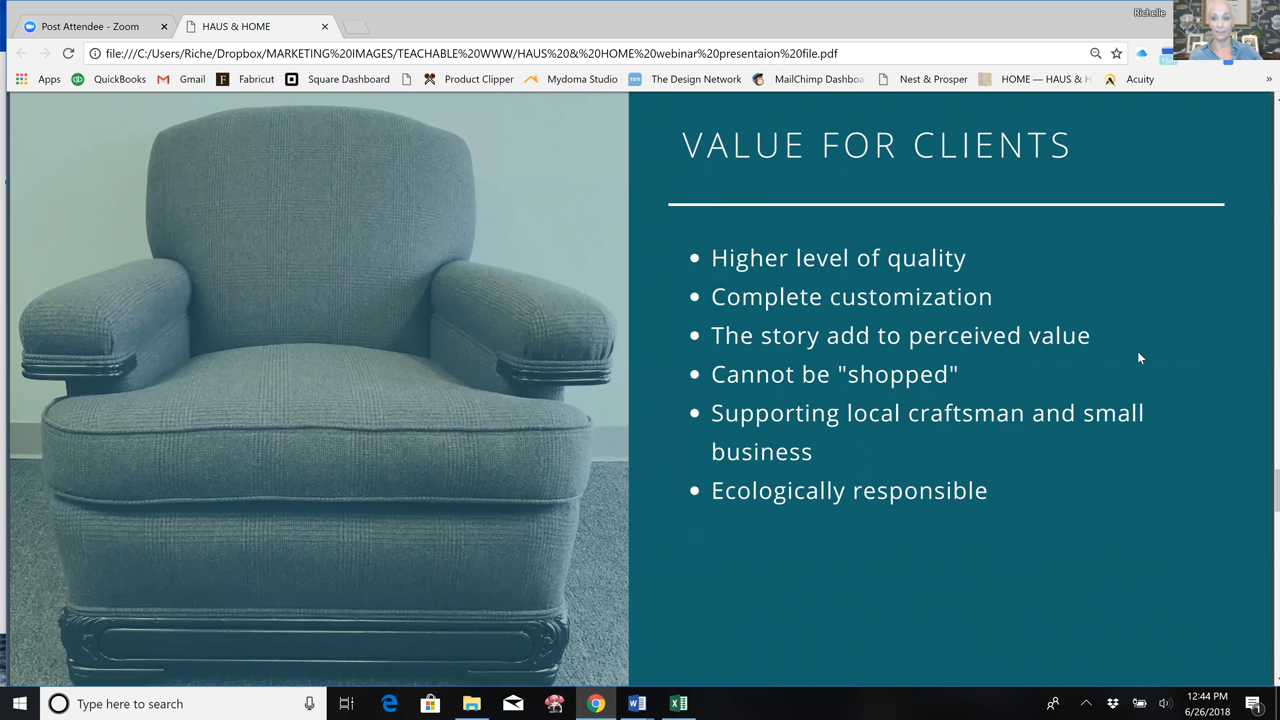 Richelle
Post Attendee - Zoom
HAUS & HOME
file:///C:/Users/Riche/Dropbox/MARKETING%20IMAGES/TEACHABLE%20WWW/HAUS%20&%20HOME%20webinar%20presentaion%20file.pdf
Apps QuickBooks Gmail Fabricut Square Dashboard Product Clipper Mydoma Studio The Design Network MailChimp Dashboa Nest & Prosper HOME — HAUS & H Acuity »
VALUE FOR CLIENTS
Higher level of quality
Complete customization
The story add to perceived value
Cannot be "shopped"
Supporting local craftsman and small
business
Ecologically responsible
Type here to search
12:44 PM
6/26/2018